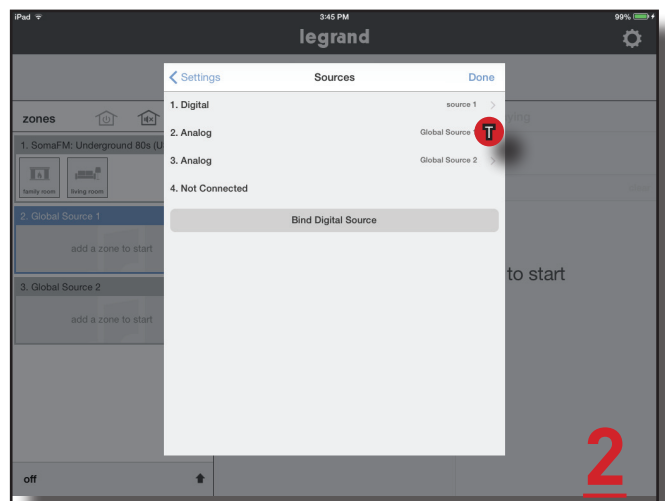 iPad 3:45 PM 99%
legrand
Settings Sources Done
1. Digital source 1
2. Analog Global Source T
3. Analog Global Source 2
4. Not Connected
Bind Digital Source
zones
1. SomaFM: Underground 80s (U
family room living room
2. Global Source 1
add a zone to start
3. Global Source 2
add a zone to start
to start
off
2